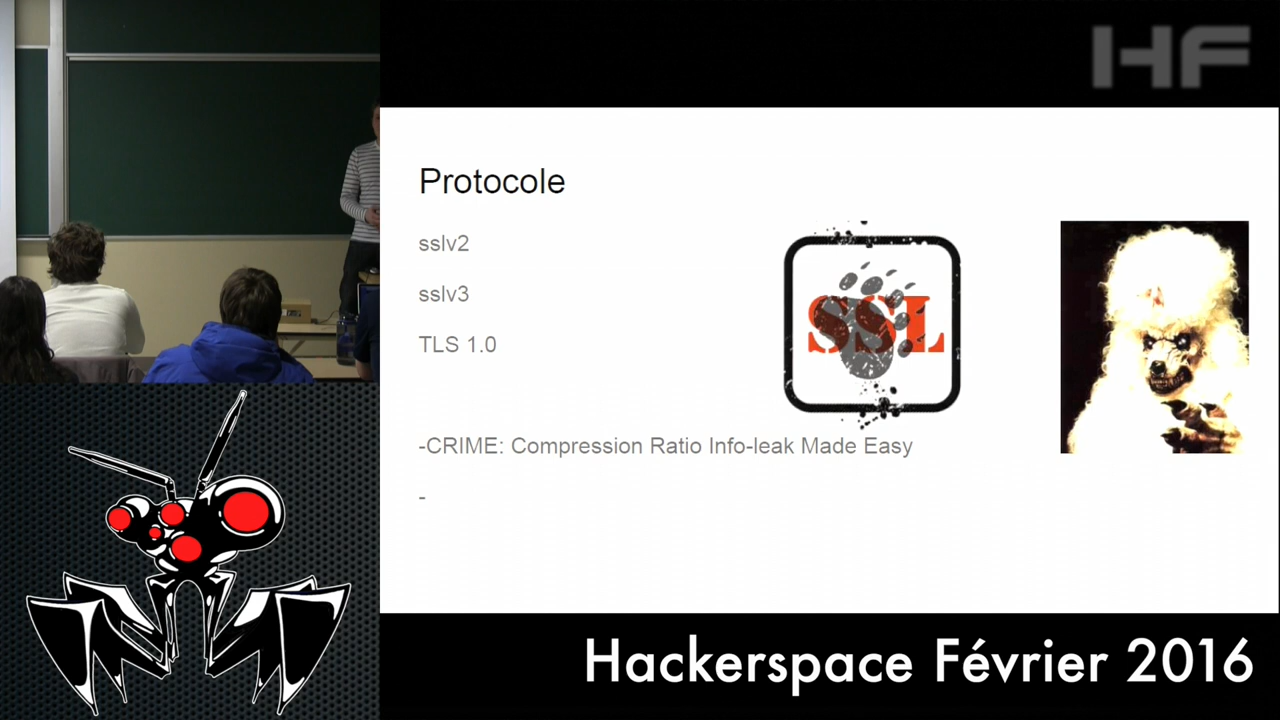 HF
Protocole
sslv2
sslv3
TLS 1.0
SSL
-CRIME: Compression Ratio Info-leak Made Easy
-
Hackerspace Février 2016